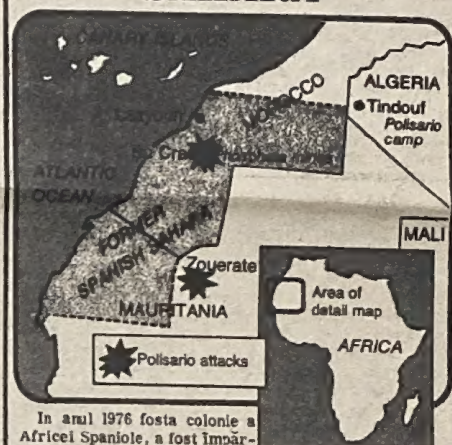 CANARY ISLANDS
MOROCCO
ALGERIA
Tindouf
Polisario
camp
ATLANTIC
OCEAN
FORMER
SPANISH SAHARA
MALI
Zouerate
MAURITANIA
Area of
detail map
AFRICA
Polisario attacks
In anul 1976 fosta colonie a
Africei Spaniole, a fost împăr-